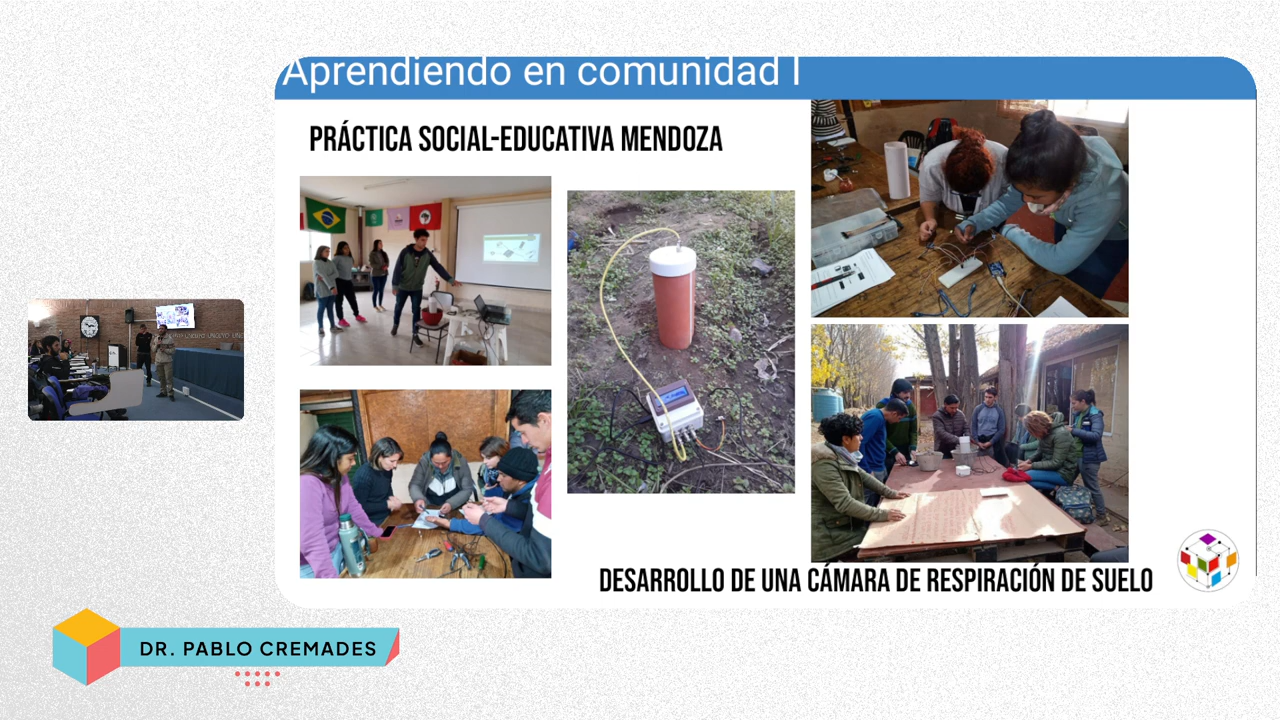 Aprendiendo en comunidad I
PRÁCTICA SOCIAL-EDUCATIVA MENDOZA
DESARROLLO DE UNA CÁMARA DE RESPIRACIÓN DE SUELO
DR. PABLO CREMADES